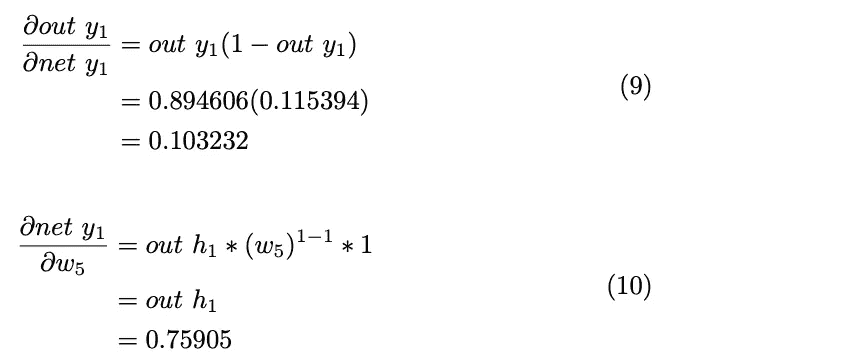 ∂out y₁ / ∂net y₁ = out y₁(1 − out y₁)
= 0.894606(0.115394)
(9)
= 0.103232
∂net y₁ / ∂w₅ = out h₁ ∗ (w₅)¹⁻¹ ∗ 1
= out h₁
(10)
= 0.75905